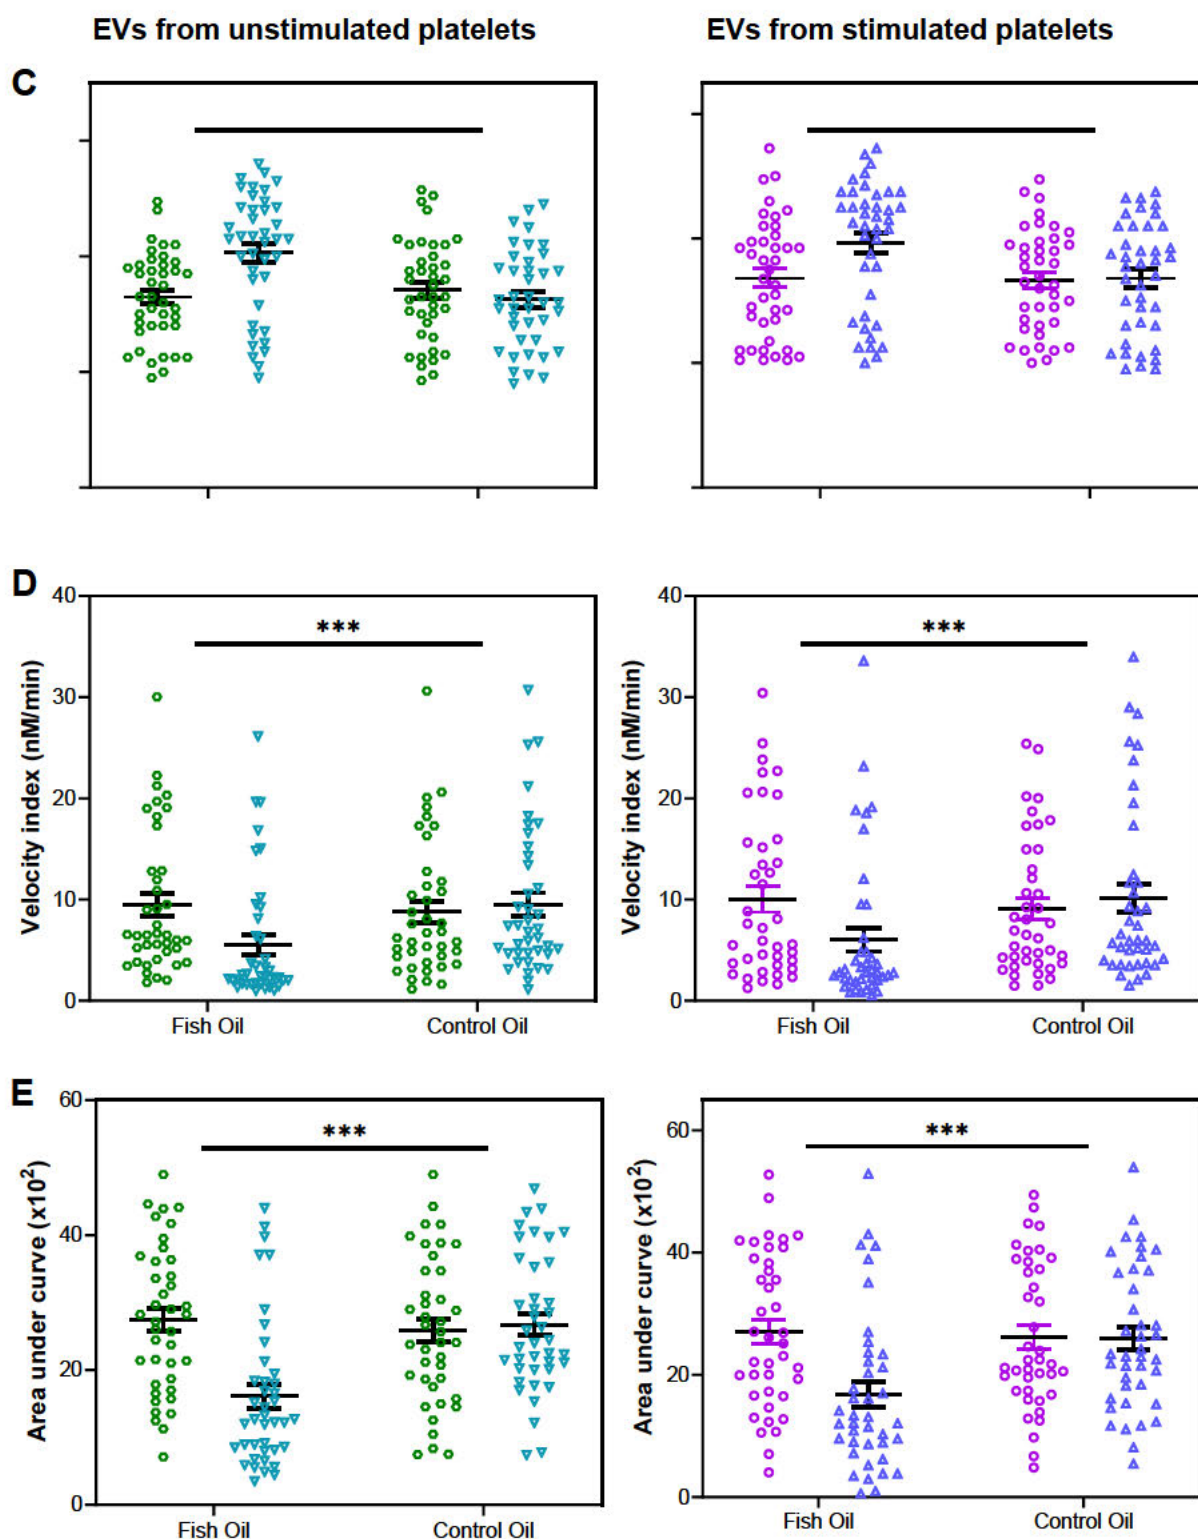 EVs from unstimulated platelets
EVs from stimulated platelets
C
D
Velocity index (nM/min)
40
30
20
10
0
***
Fish Oil
Control Oil
Velocity index (nM/min)
40
30
20
10
0
***
Fish Oil
Control Oil
E
Area under curve (x10²)
60
40
20
0
***
Fish Oil
Control Oil
Area under curve (x10²)
60
40
20
0
***
Fish Oil
Control Oil